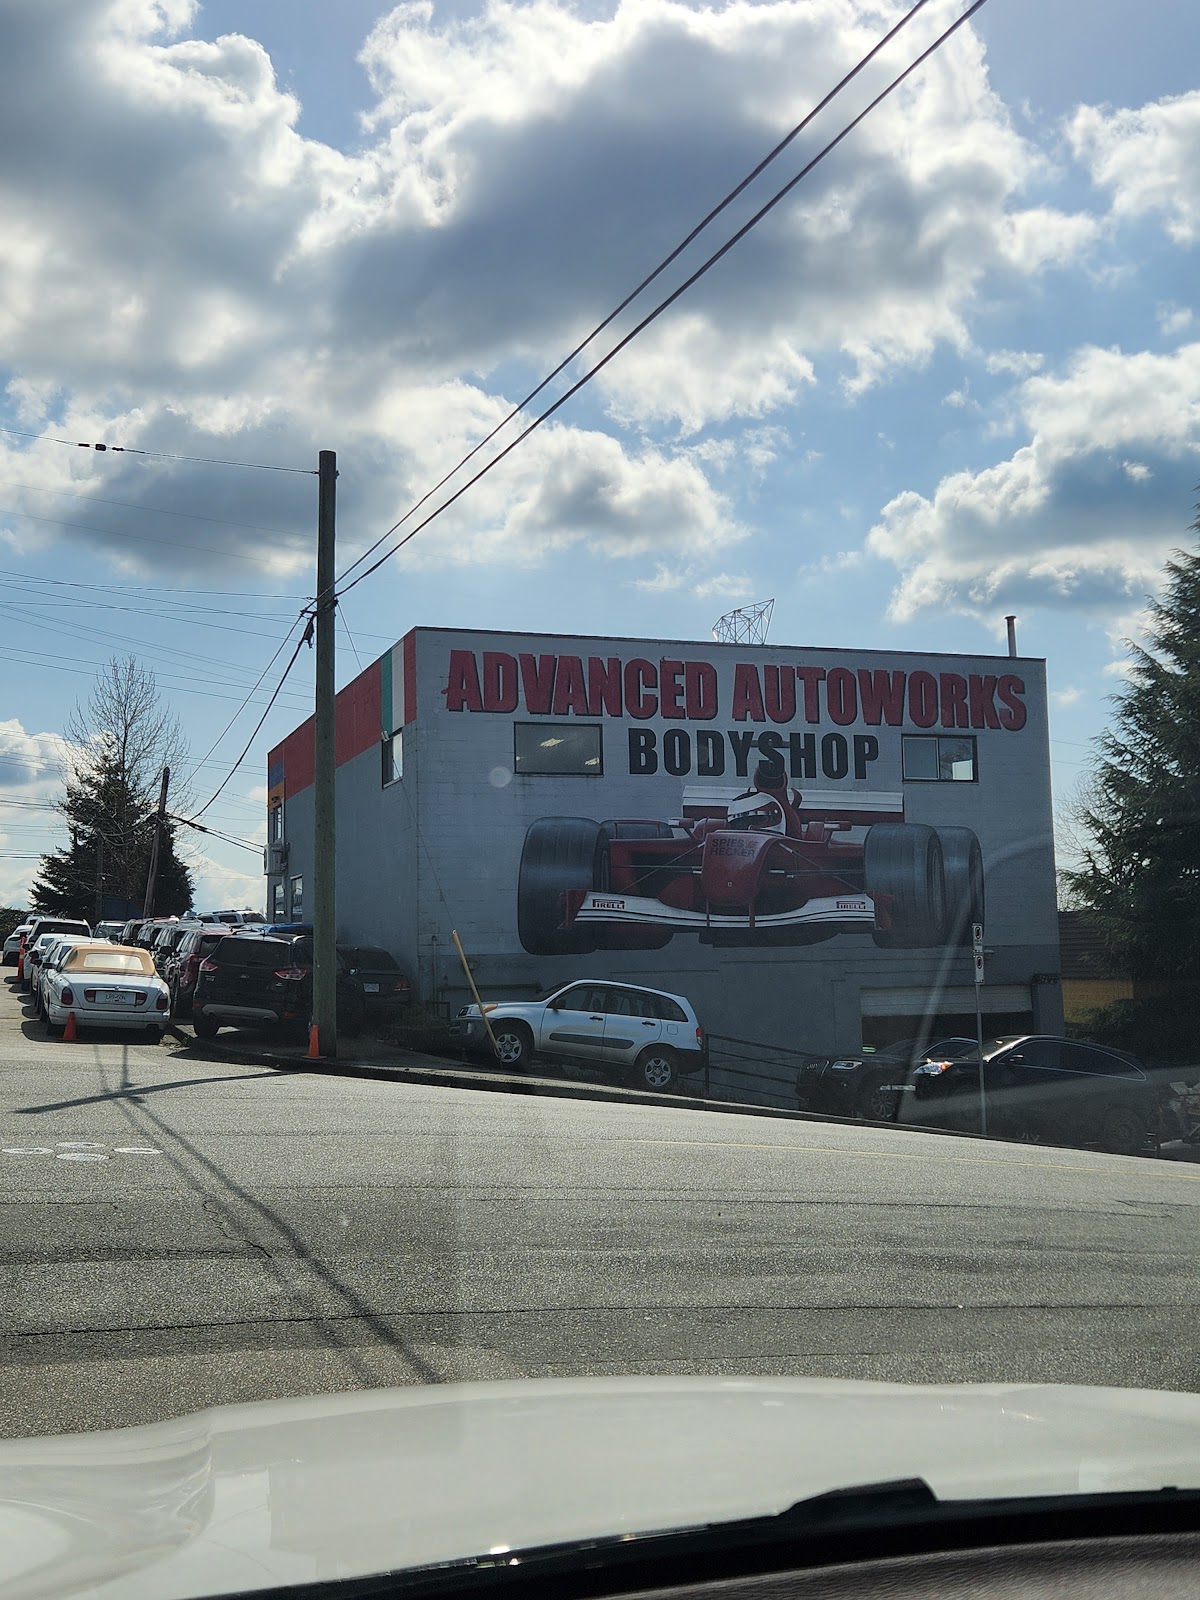 ADVANCED AUTOWORKS
BODYSHOP
SPIES
HECKER
PIRELLI
PIRELLI